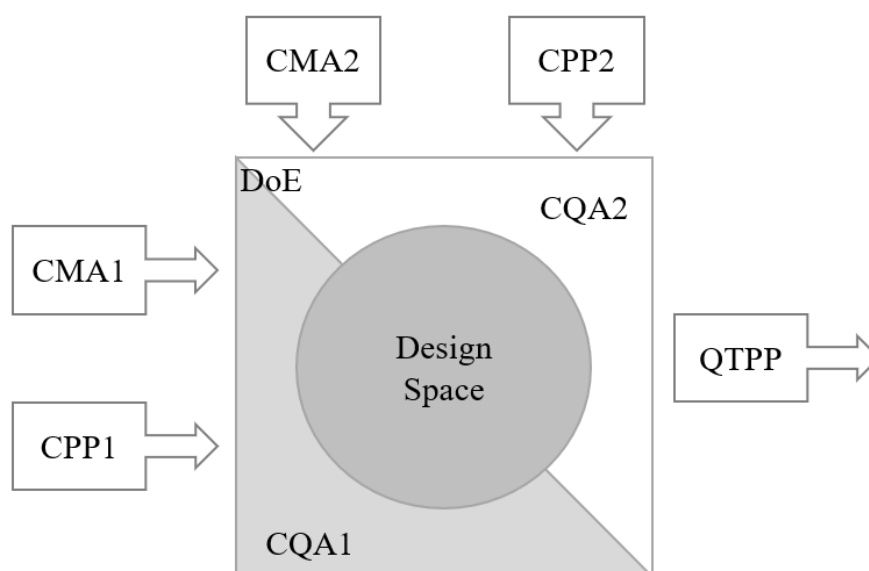 CMA2
CPP2
DoE
CQA2
CMA1
Design
Space
QTPP
CPP1
CQA1